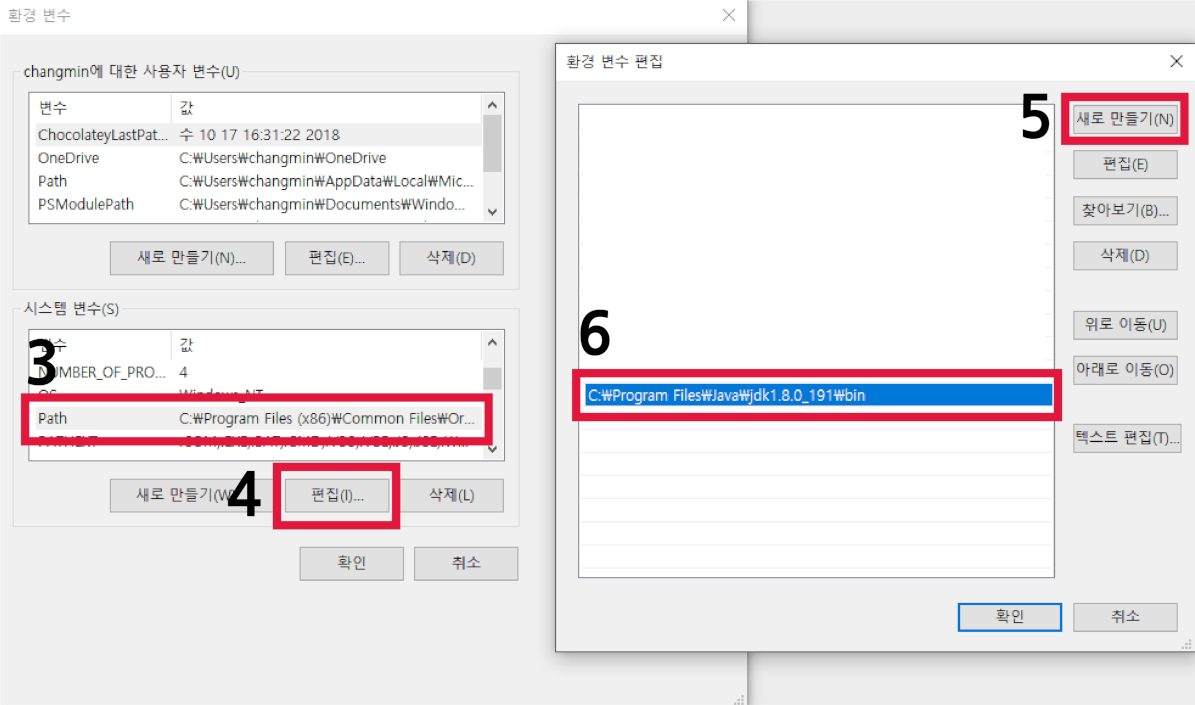 환경 변수
changmin에 대한 사용자 변수(U)
변수 값
ChocolateyLastPat... 수 10 17 16:31:22 2018
OneDrive C:₩Users₩changmin₩OneDrive
Path C:₩Users₩changmin₩AppData₩Local₩Mic...
PSModulePath C:₩Users₩changmin₩Documents₩Windo...
새로 만들기(N)... 편집(E)... 삭제(D)
시스템 변수(S)
변수 값
3
NUMBER_OF_PRO... 4
OS Windows_NT
Path C:₩Program Files (x86)₩Common Files₩Or...
새로 만들기(W 4 편집(I)... 삭제(L)
확인 취소
환경 변수 편집
5 새로 만들기(N)
편집(E)
찾아보기(B)...
삭제(D)
위로 이동(U)
6
아래로 이동(O)
C:₩Program Files₩Java₩jdk1.8.0_191₩bin
텍스트 편집(T)...
확인 취소